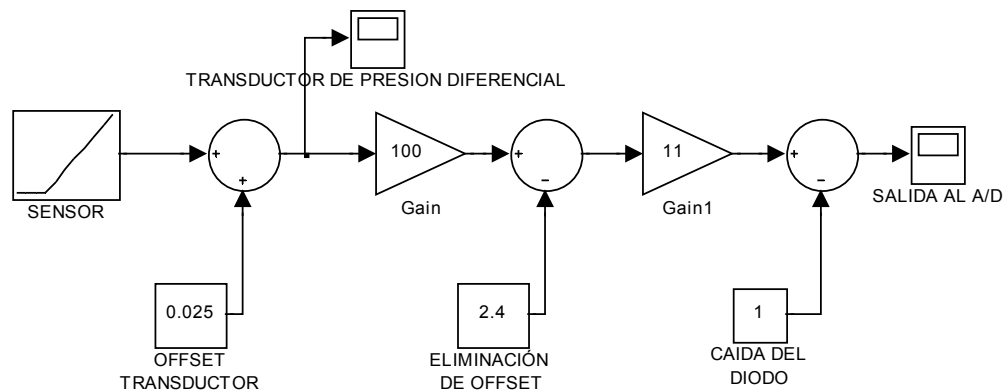 TRANSDUCTOR DE PRESION DIFERENCIAL
SENSOR
+
+
100
Gain
+
−
11
Gain1
+
−
SALIDA AL A/D
0.025
OFFSET
TRANSDUCTOR
2.4
ELIMINACIÓN
DE OFFSET
1
CAIDA DEL
DIODO